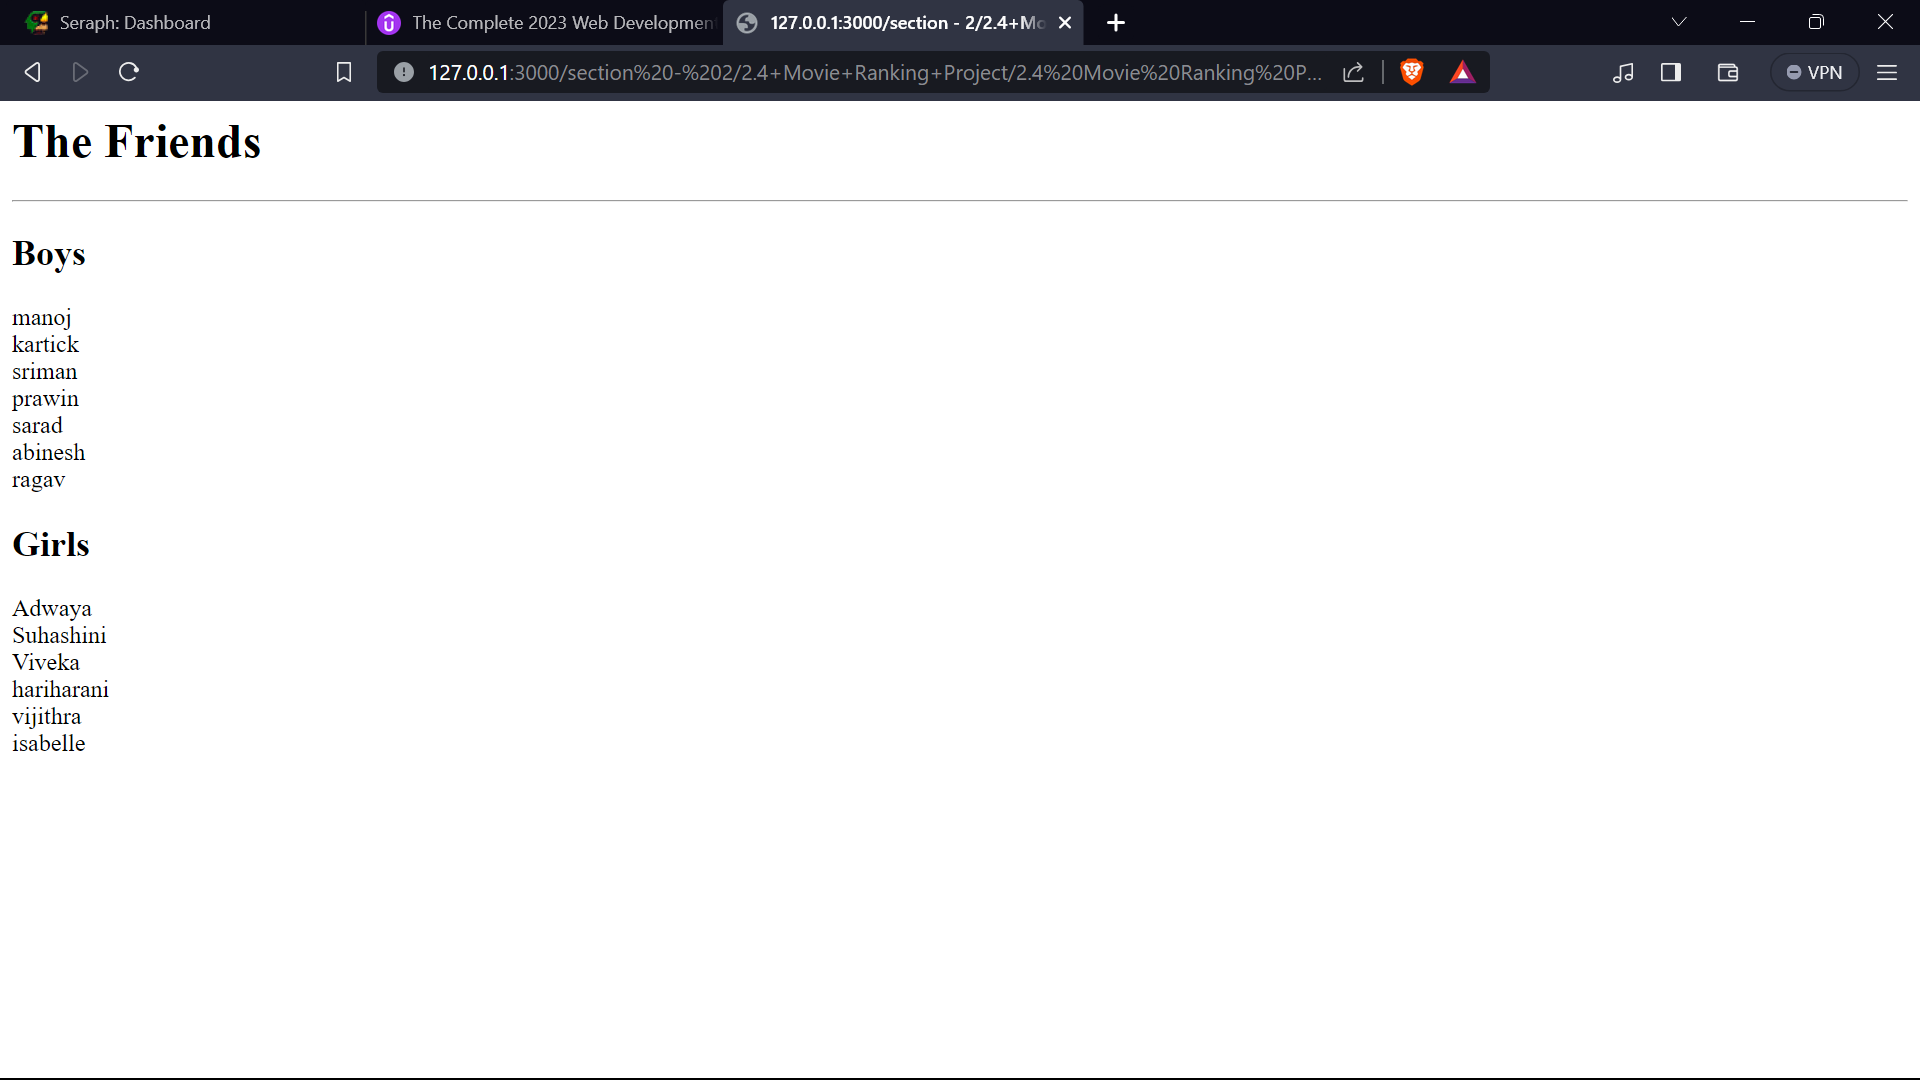 Seraph: Dashboard
The Complete 2023 Web Developmen
127.0.0.1:3000/section - 2/2.4+Mo
127.0.0.1:3000/section%20-%202/2.4+Movie+Ranking+Project/2.4%20Movie%20Ranking%20P...
VPN
The Friends
Boys
manoj
kartick
sriman
prawin
sarad
abinesh
ragav
Girls
Adwaya
Suhashini
Viveka
hariharani
vijithra
isabelle